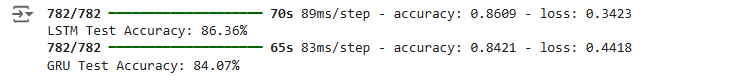 782/782 ━━━━━━━━━━━━━━━━━━━━ 70s 89ms/step - accuracy: 0.8609 - loss: 0.3423
LSTM Test Accuracy: 86.36%
782/782 ━━━━━━━━━━━━━━━━━━━━ 65s 83ms/step - accuracy: 0.8421 - loss: 0.4418
GRU Test Accuracy: 84.07%